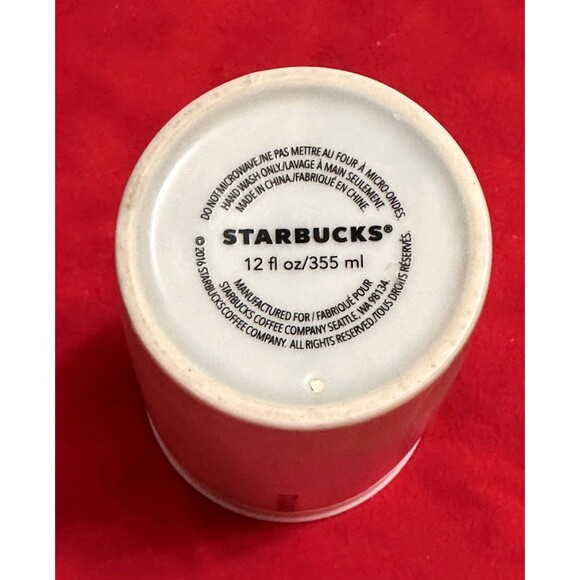 DO NOT MICROWAVE./NE PAS METTRE AU FOUR À MICRO-ONDES.
HAND WASH ONLY./LAVAGE À MAIN SEULEMENT.
MADE IN CHINA./FABRIQUÉ EN CHINE.
STARBUCKS®
12 fl oz/355 ml
MANUFACTURED FOR / FABRIQUÉ POUR
STARBUCKS COFFEE COMPANY SEATTLE, WA 98134.
©2016 STARBUCKS COFFEE COMPANY. ALL RIGHTS RESERVED./TOUS DROITS RÉSERVÉS.